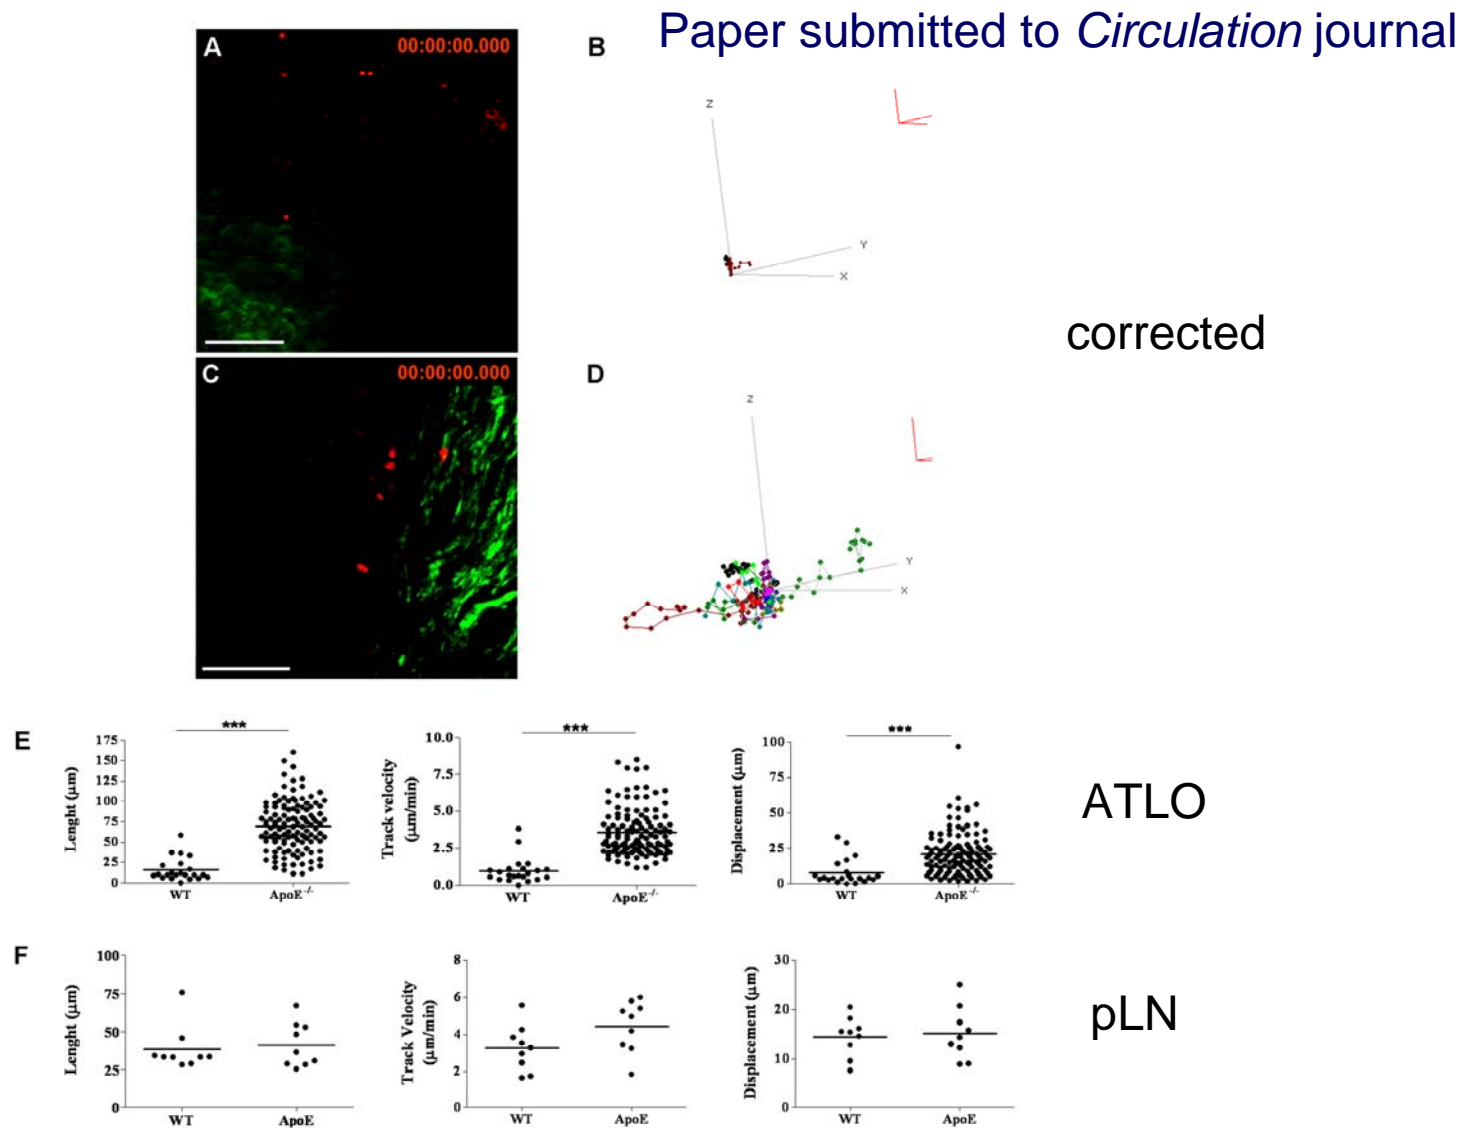 Paper submitted to Circulation journal
A
00:00:00.000
B
Z
Y
X
corrected
C
00:00:00.000
D
Z
Y
X
E
***
Lenght (µm)
175
150
125
100
75
50
25
0
WT
ApoE-/-
***
Track velocity
(µm/min)
10.0
7.5
5.0
2.5
0.0
WT
ApoE-/-
***
Displacement (µm)
100
75
50
25
0
WT
ApoE-/-
ATLO
F
Lenght (µm)
100
75
50
25
0
WT
ApoE
Track Velocity
(µm/min)
8
6
4
2
0
WT
ApoE
Displacement (µm)
30
20
10
0
WT
ApoE
pLN